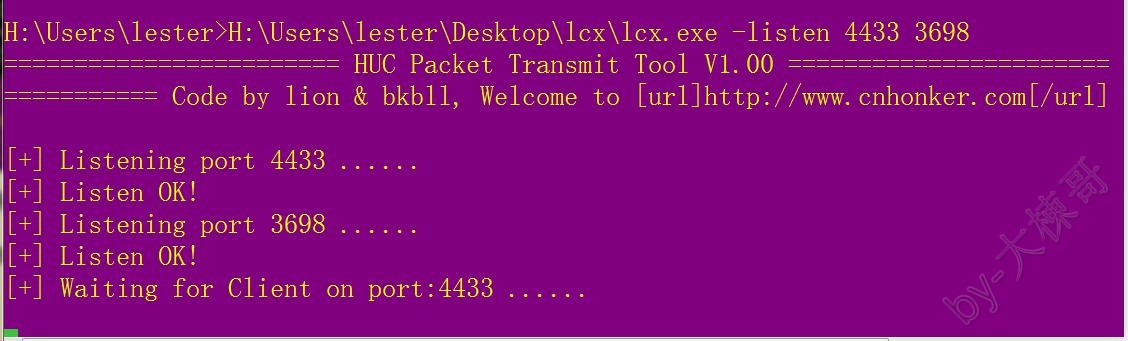 H:\Users\lester>H:\Users\lester\Desktop\lcx\lcx.exe -listen 4433 3698
======================== HUC Packet Transmit Tool V1.00 =======================
=========== Code by lion & bkbll, Welcome to [url]http://www.cnhonker.com[/url]
[+] Listening port 4433 ......
[+] Listen OK!
[+] Listening port 3698 ......
[+] Listen OK!
[+] Waiting for Client on port:4433 ......
by-大楝哥